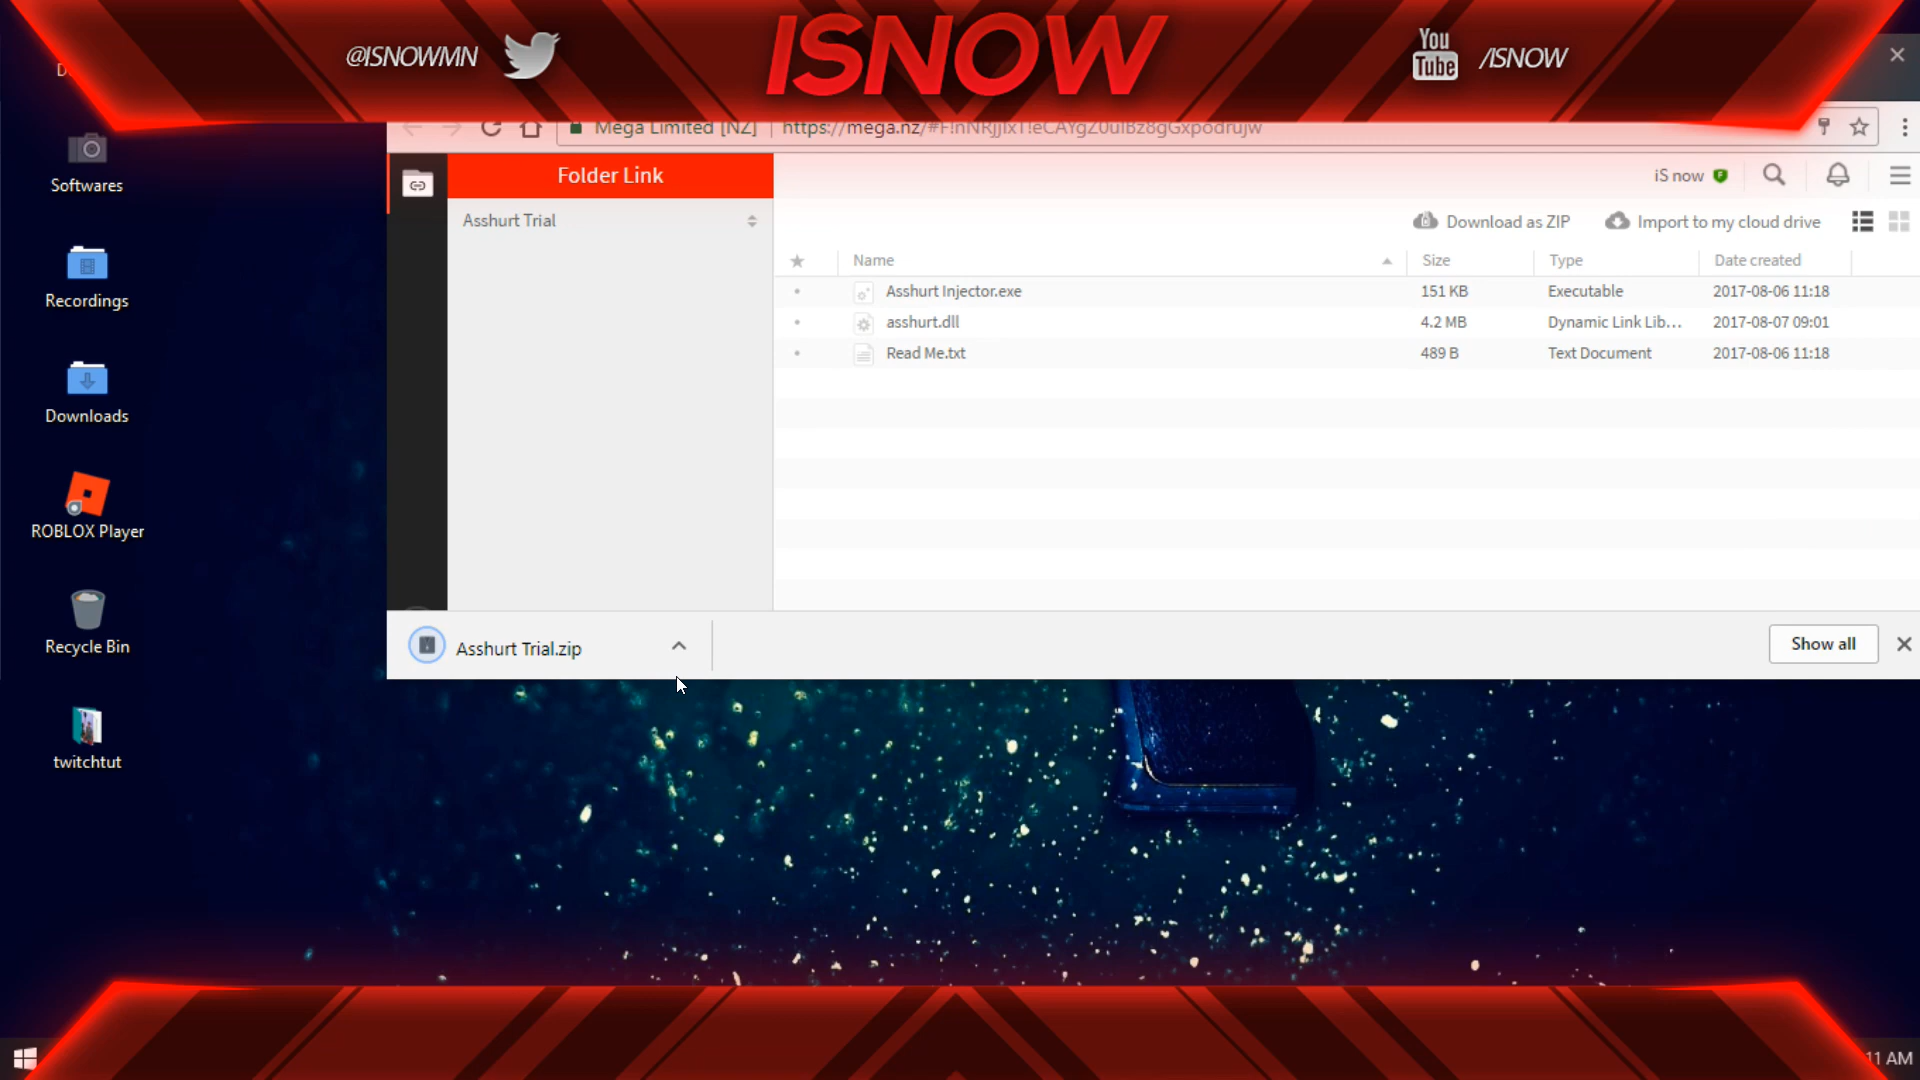 @ISNOWMN
ISNOW
You
Tube
/ISNOW
Softwares
Recordings
Downloads
ROBLOX Player
Recycle Bin
twitchtut
Mega Limited [NZ]
https://mega.nz/
Folder Link
iS now
Asshurt Trial
Download as ZIP
Import to my cloud drive
Name
Size
Type
Date created
Asshurt Injector.exe
151 KB
Executable
2017-08-06 11:18
asshurt.dll
4.2 MB
Dynamic Link Lib...
2017-08-07 09:01
Read Me.txt
489 B
Text Document
2017-08-06 11:18
Asshurt Trial.zip
Show all
11 AM